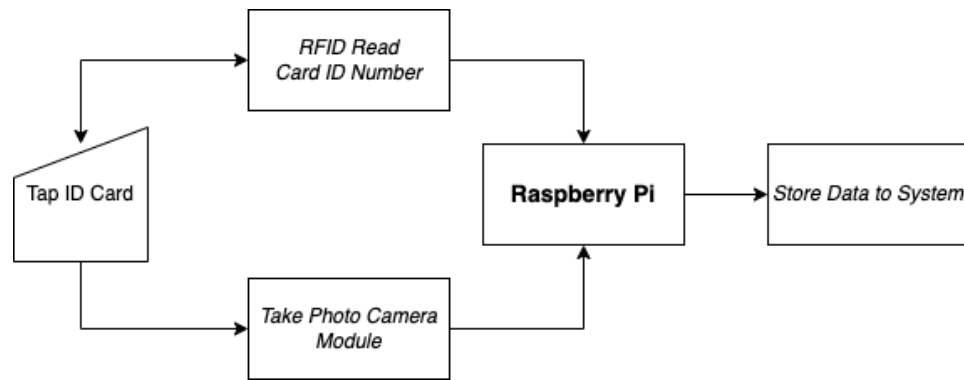 RFID Read
Card ID Number
Tap ID Card
Raspberry Pi
Store Data to System
Take Photo Camera
Module